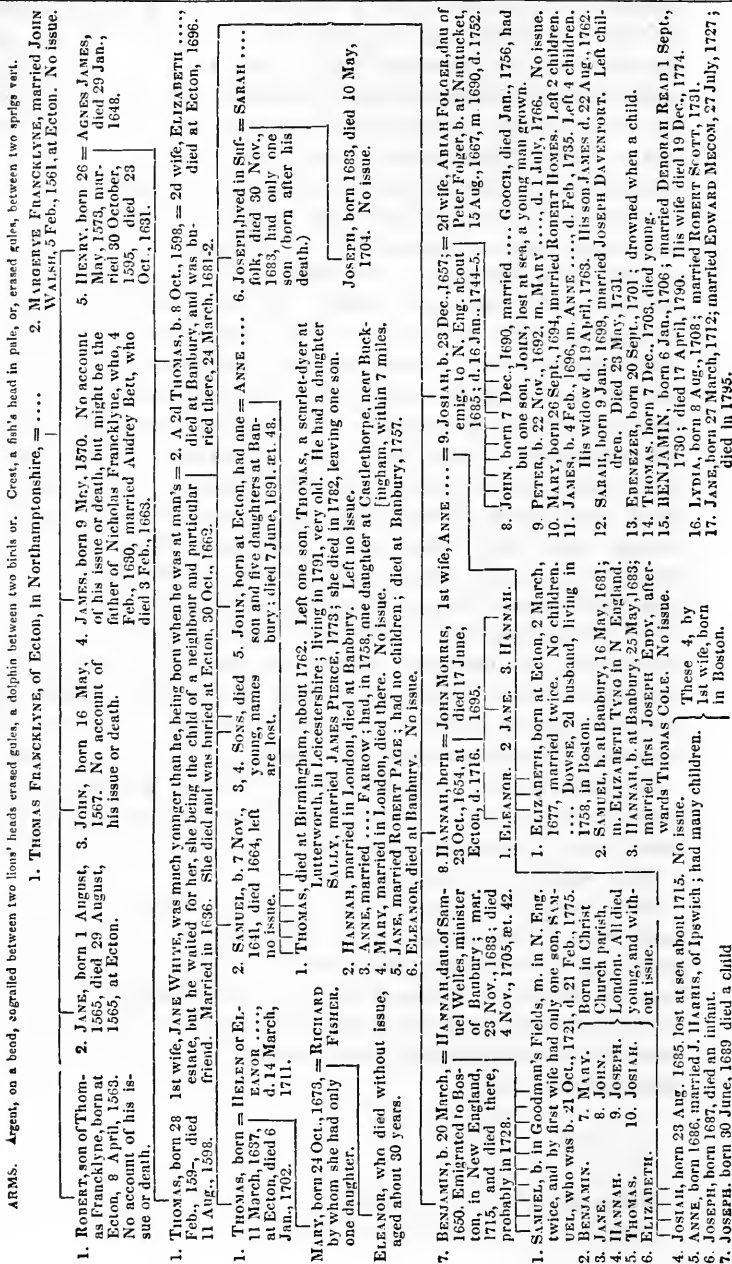 ARMS. Argent, on a bend, engrailed between two lions' heads erased gules, a dolphin between two birds or. Crest, a fish's head in pale, or, erased gules, between two sprigs vert.
1. THOMAS FRANCKLYNE, of Ecton, in Northamptonshire, = ....
2. MARGERYE FRANCKLYNE, married JOHN
WALSH, 5 Feb., 1561, at Ecton. No issue.
1. ROBERT, son of Thom-
as Francklyne, born at
Ecton, 8 April, 1563.
No account of his is-
sue or death.
2. JANE, born 1 August,
1565, died 29 August,
1565, at Ecton.
3. JOHN, born 16 May,
1567. No account of
his issue or death.
4. JAMES, born 9 May, 1570. No account
of his issue or death, but might be the
father of Nicholas Francklyne, who, 4
Feb., 1630, married Audrey Bett, who
died 3 Feb., 1663.
5. HENRY, born 26
May, 1573, mar-
ried 30 October,
1595, died 23
Oct., 1631.
= AGNES JAMES,
died 29 Jan.,
1648.
1. THOMAS, born 28
Feb., 159-, died
11 Aug., 1598.
1st wife, JANE WHYTE, was much younger than he, being born when he was at man's
estate, but he waited for her, she being the child of a neighbour and particular
friend. Married in 1636. She died and was buried at Ecton, 30 Oct., 1662.
= 2. A 2d THOMAS, b. 8 Oct., 1598,
died at Banbury, and was bu-
ried there, 24 March, 1681-2.
= 2d wife, ELIZABETH ....,
died at Ecton, 1696.
1. THOMAS, born
11 March, 1637,
at Ecton, died 6
Jan., 1702.
= HELEN or EL-
EANOR ....,
d. 14 March,
1711.
2. SAMUEL, b. 7 Nov.,
1641, died 1664, left
no issue.
3, 4. SONS, died
young, names
are lost.
5. JOHN, born at Ecton, had one
son and five daughters at Ban-
bury: died 7 June, 1691.
= ANNE ....
æt. 48.
6. JOSEPH, lived in Suf-
folk, died 30 Nov.,
1683, had only one
son (born after his
death.)
= SARAH ....
JOSEPH, born 1683, died 10 May,
1704. No issue.
MARY, born 24 Oct., 1673,
by whom she had only
one daughter.
= RICHARD
FISHER.
ELEANOR, who died without issue,
aged about 30 years.
1. THOMAS, died at Birmingham, about 1762. Left one son, THOMAS, a scarlet-dyer at
Lutterworth, in Leicestershire; living in 1791, very old. He had a daughter
SALLY, married JAMES PIERCE, 1773; she died in 1782, leaving one son.
2. HANNAH, married in London, died at Banbury. Left no issue.
3. ANNE, married .... FARROW; had, in 1758, one daughter at Castlethorpe, near Buck-
[ingham, within 7 miles.
4. MARY, married in London, died there. No issue.
5. JANE, married ROBERT PAGE; had no children; died at Banbury, 1757.
6. ELEANOR, died at Banbury. No issue.
7. BENJAMIN, b. 20 March,
1650. Emigrated to Bos-
ton, in New England,
1715, and died there,
probably in 1728.
= HANNAH, dau. of Sam-
uel Welles, minister
of Banbury; mar.
23 Nov., 1683; died
4 Nov., 1705, æt. 42.
8. HANNAH, born
23 Oct., 1654, at
Ecton, d. 1716.
= JOHN MORRIS,
died 17 June,
1695.
1st wife, ANNE ....
= 9. JOSIAH, b. 23 Dec., 1657;
emig. to N. Eng. about
1685; d. 16 Jan., 1744-5.
= 2d wife, ABIAH FOLGER, dau of
Peter Folger, b. at Nantucket,
15 Aug., 1667, m. 1690, d. 1752.
1. ELEANOR. 2 JANE. 3. HANNAH.
1. SAMUEL, b. in Goodman's Fields, m. in N. Eng.
twice, and by first wife had only one son, SAM-
UEL, who was b. 21 Oct., 1721, d. 21 Feb., 1775.
2. BENJAMIN.
3. JANE.
4. HANNAH.
5. THOMAS.
6. ELIZABETH.
7. MARY.
8. JOHN.
9. JOSEPH.
10. JOSIAH.
Born in Christ
Church parish,
London. All died
young, and with-
out issue.
1. ELIZABETH, born at Ecton, 2 March,
1677, married twice. No children.
.... DOWSE, 2d husband, living in
1758, in Boston.
2. SAMUEL, b. at Banbury, 16 May, 1681;
m. ELIZABETH TYNG in N England.
3. HANNAH, b. at Banbury, 25 May, 1683;
married first JOSEPH EDDY, after-
wards THOMAS COLE. No issue.
4. JOSIAH, born 23 Aug. 1685, lost at sea about 1715. No issue.
5. ANNE, born 1686, married J. HARRIS, of Ipswich; had many children.
6. JOSEPH, born 1687, died an infant.
7. JOSEPH, born 30 June, 1689 died a child
These 4, by
1st wife, born
in Boston.
8. JOHN, born 7 Dec., 1690, married .... GOOCH, died Jan., 1756, had
but one son, JOHN, lost at sea, a young man grown.
9. PETER, b. 22 Nov., 1692, m. MARY ...., d. 1 July, 1766. No issue.
10. MARY, born 26 Sept., 1694, married ROBERT HOMES. Left 2 children.
11. JAMES, b. 4 Feb., 1696, m. ANNE ...., d. Feb., 1735. Left 4 children.
His widow d. 19 April, 1763. His son JAMES d. 22 Aug., 1762.
12. SARAH, born 9 Jan., 1699, married JOSEPH DAVENPORT. Left chil-
dren. Died 23 May, 1731.
13. EBENEZER, born 20 Sept., 1701; drowned when a child.
14. THOMAS, born 7 Dec., 1703, died young.
15. BENJAMIN, born 6 Jan., 1706; married DEBORAH READ 1 Sept.,
1730; died 17 April, 1790. His wife died 19 Dec., 1774.
16. LYDIA, born 8 Aug., 1708; married ROBERT SCOTT, 1731.
17. JANE, born 27 March, 1712; married EDWARD MECOM, 27 July, 1727;
died in 1795.